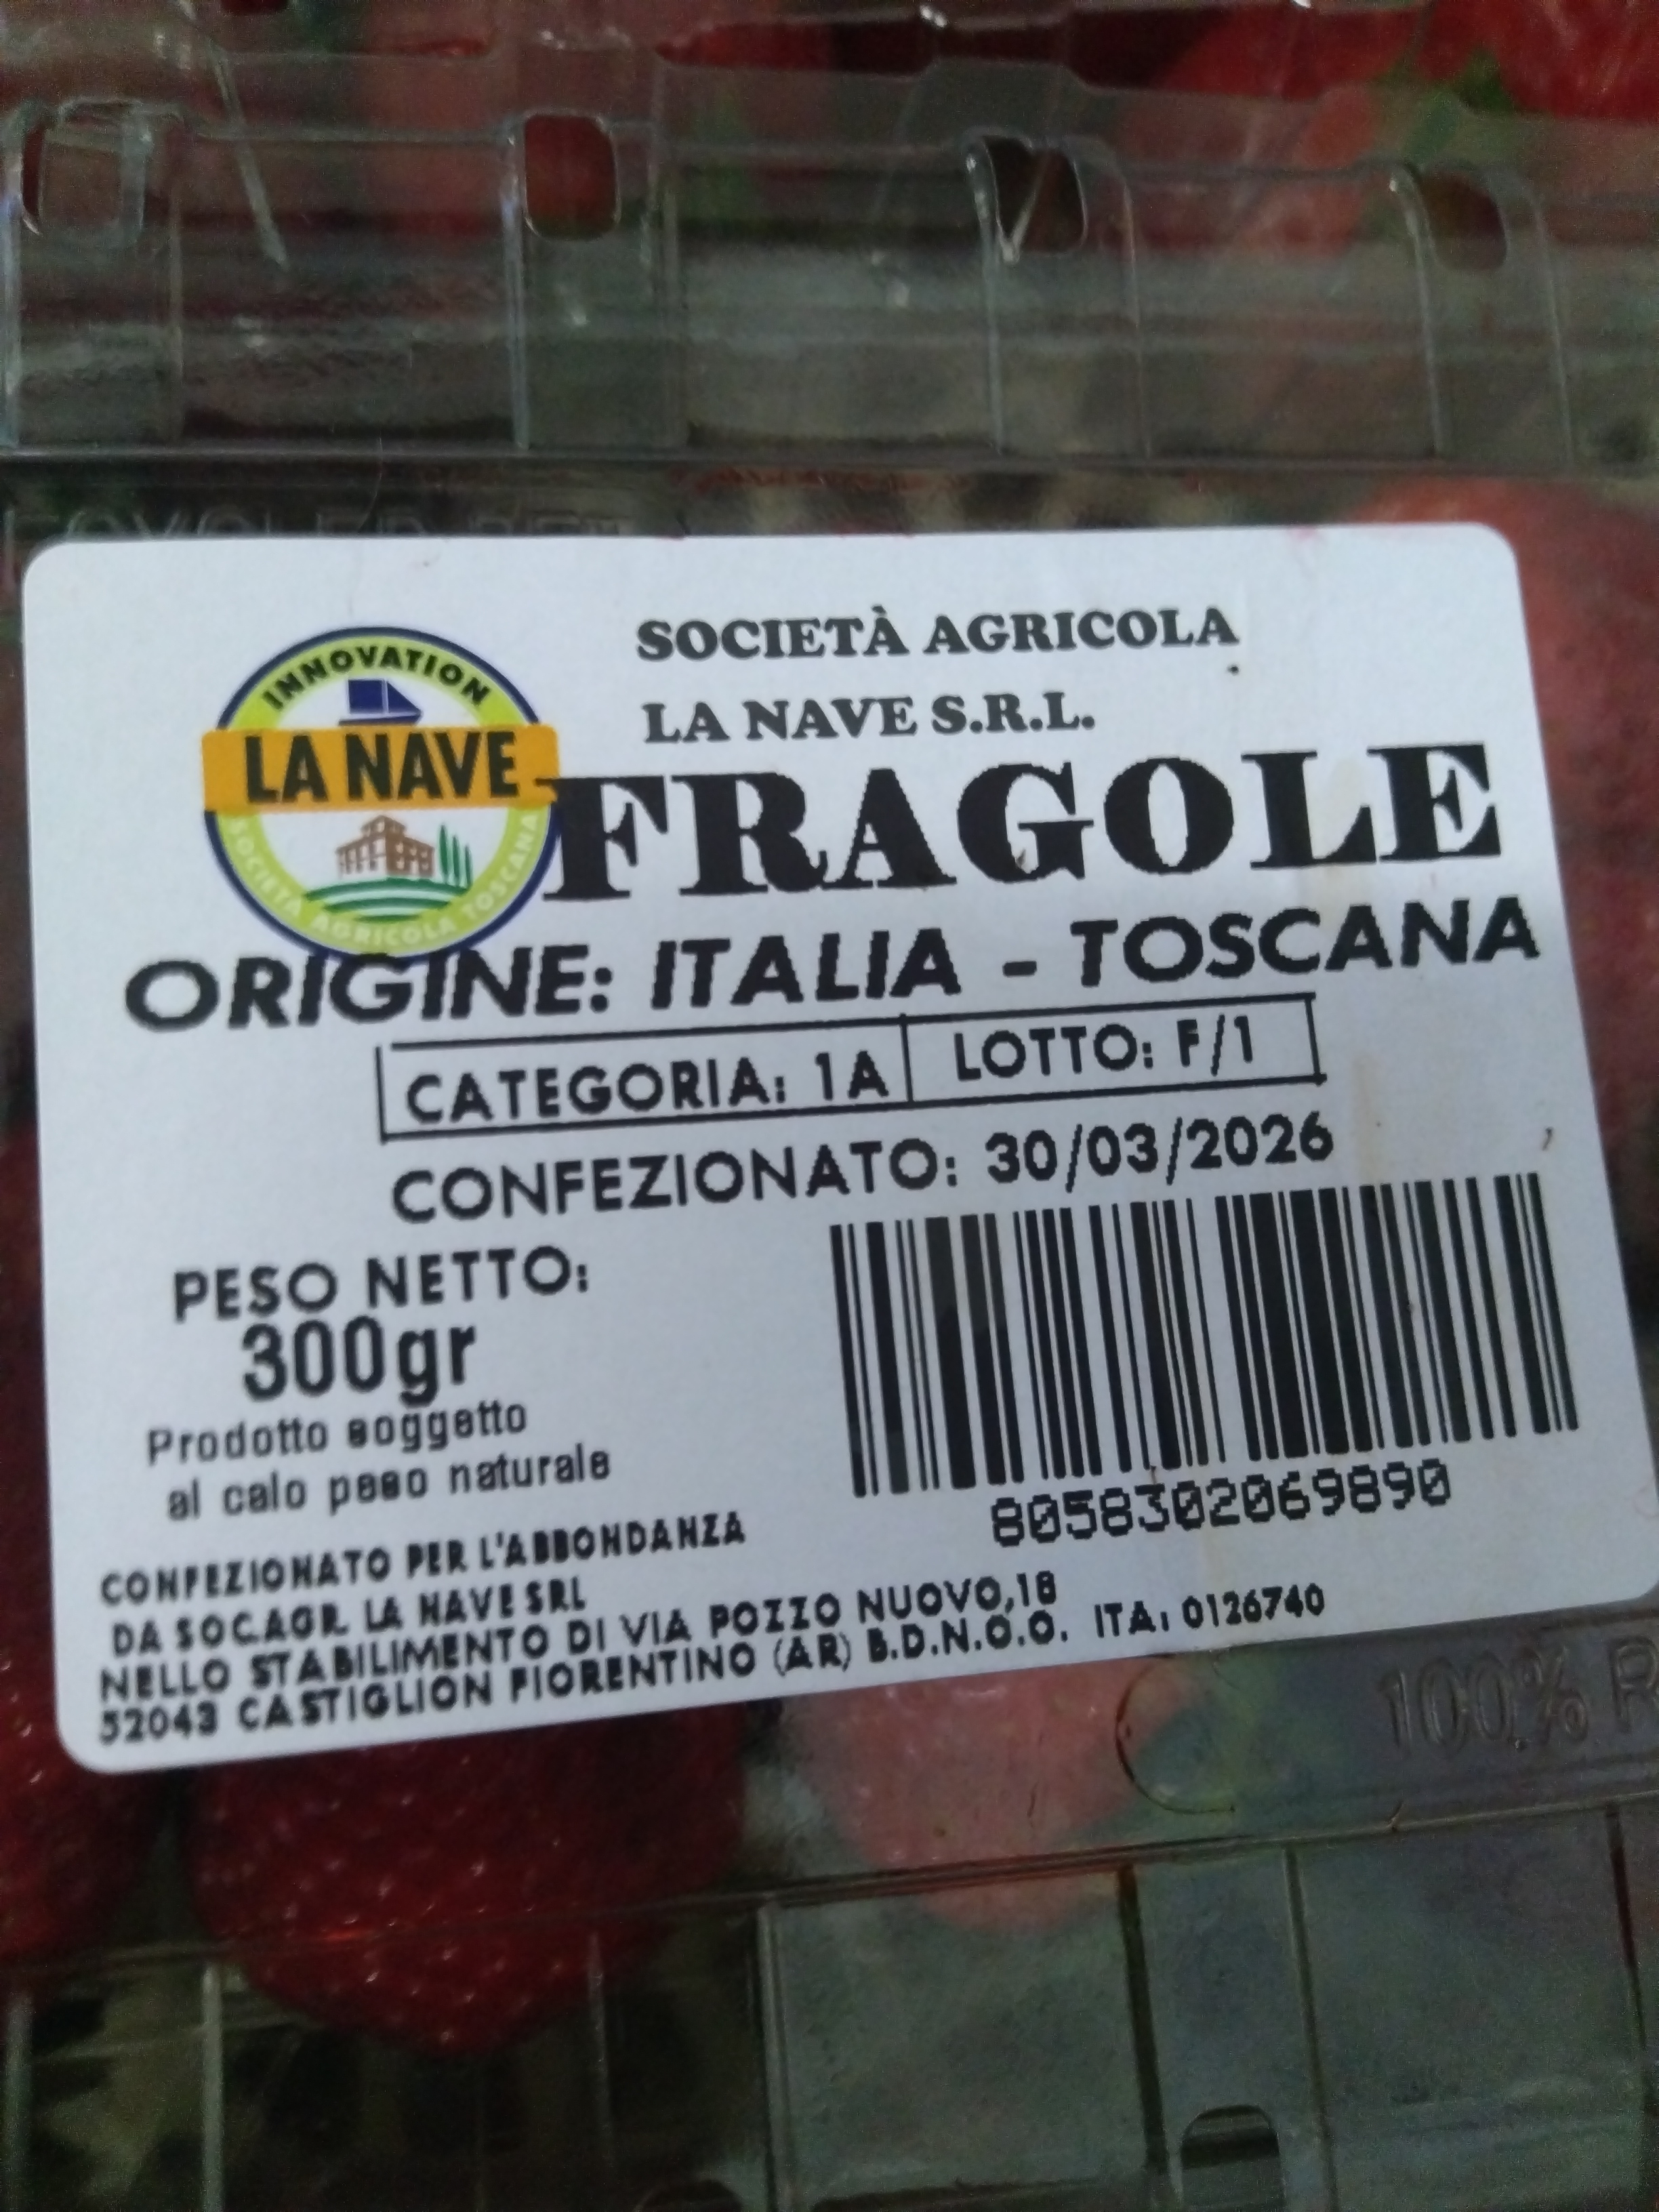 SOCIETÀ AGRICOLA
LA NAVE S.R.L.
INNOVATION
LA NAVE
SOCIETÀ AGRICOLA TOSCANA
FRAGOLE
ORIGINE: ITALIA - TOSCANA
CATEGORIA: 1A LOTTO: F/1
CONFEZIONATO: 30/03/2026
PESO NETTO:
300gr
Prodotto soggetto
al calo peso naturale
8058302069890
CONFEZIONATO PER L'ABBONDANZA
DA SOC.AGR. LA NAVE SRL
NELLO STABILIMENTO DI VIA POZZO NUOVO,18
52043 CASTIGLION FIORENTINO (AR) B.D.N.O.O. ITA: 0126740
100%